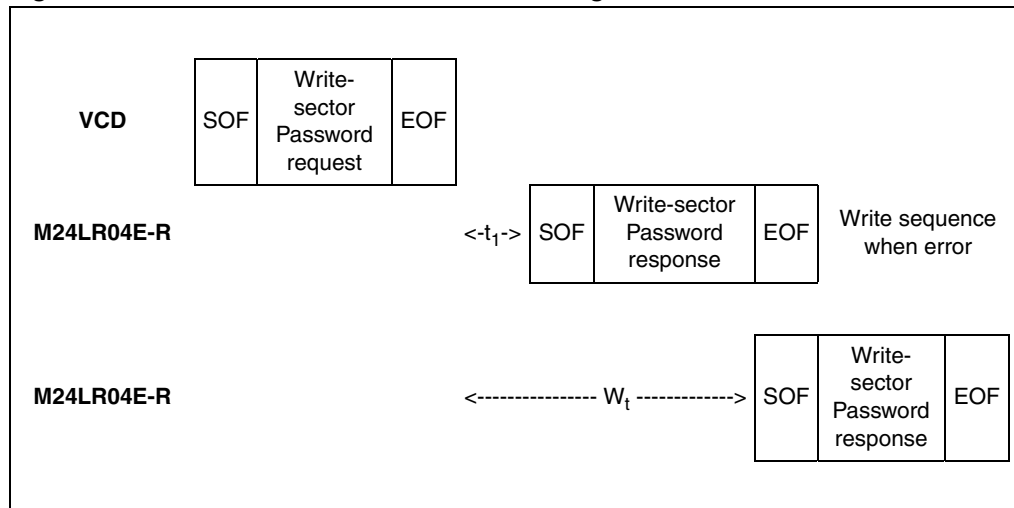 VCD
SOF
Write-
sector
Password
request
EOF
M24LR04E-R
<-t1->
SOF
Write-sector
Password
response
EOF
Write sequence
when error
M24LR04E-R
<---------------- Wt ------------->
SOF
Write-
sector
Password
response
EOF